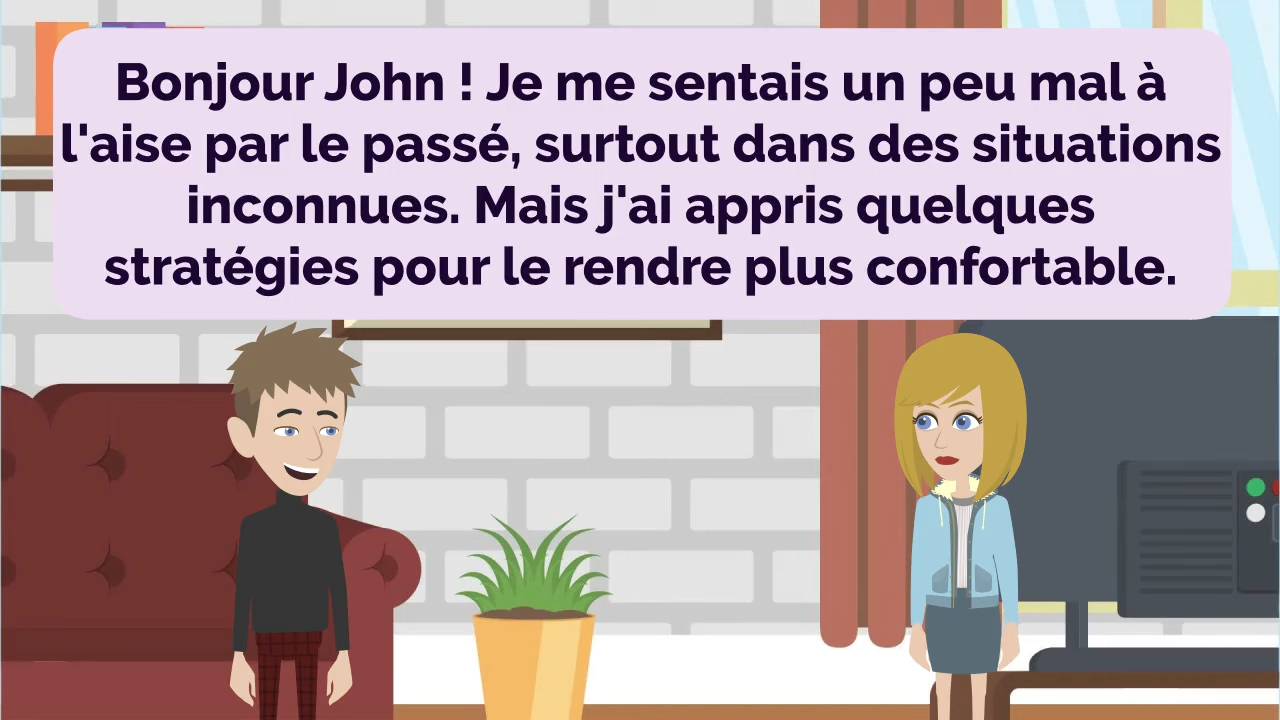 Bonjour John ! Je me sentais un peu mal à
l'aise par le passé, surtout dans des situations
inconnues. Mais j'ai appris quelques
stratégies pour le rendre plus confortable.